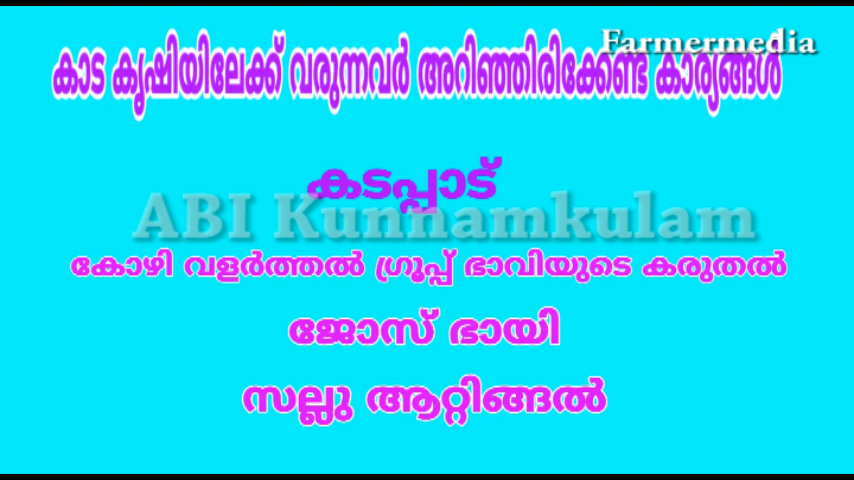 Farmermedia
കാട കൃഷിയിലേക്ക് വരുന്നവർ അറിഞ്ഞിരിക്കേണ്ട കാര്യങ്ങൾ
കടപ്പാട്
ABI Kunnamkulam
കോഴി വളർത്തൽ ഗ്രൂപ്പ് ഭാവിയുടെ കരുതൽ
ജോസ് ഭായി
സല്ലു ആറ്റിങ്ങൽ